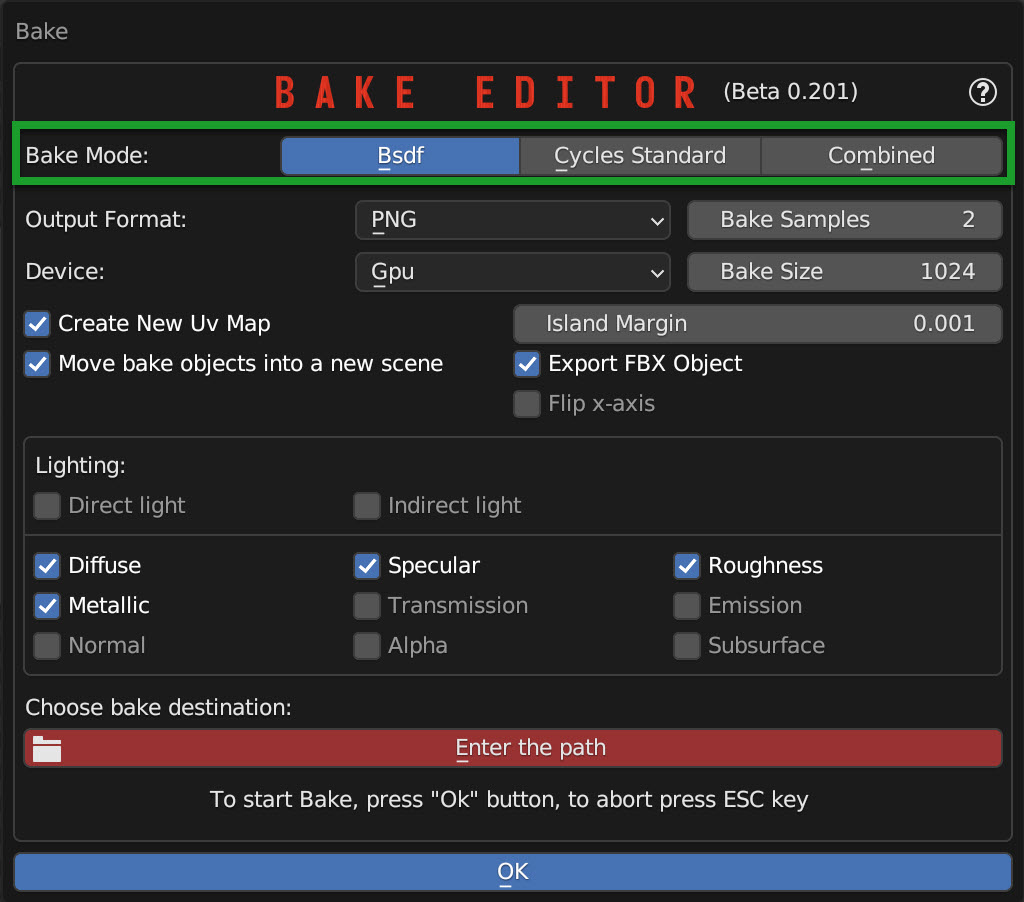 Bake
BAKE EDITOR (Beta 0.201) ?
Bake Mode: Bsdf Cycles Standard Combined
Output Format: PNG Bake Samples 2
Device: Gpu Bake Size 1024
Create New Uv Map Island Margin 0.001
Move bake objects into a new scene Export FBX Object
Flip x-axis
Lighting:
Direct light Indirect light
Diffuse Specular Roughness
Metallic Transmission Emission
Normal Alpha Subsurface
Choose bake destination:
Enter the path
To start Bake, press "Ok" button, to abort press ESC key
OK